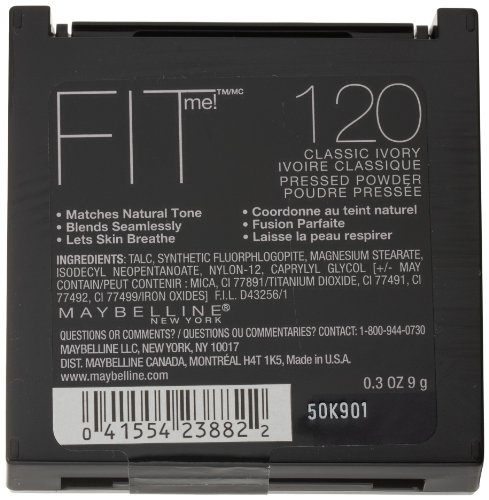 FIT me!™/MC 120
CLASSIC IVORY
IVOIRE CLASSIQUE
PRESSED POWDER
POUDRE PRESSÉE
• Matches Natural Tone
• Blends Seamlessly
• Lets Skin Breathe
• Coordonne au teint naturel
• Fusion Parfaite
• Laisse la peau respirer
INGREDIENTS: TALC, SYNTHETIC FLUORPHLOGOPITE, MAGNESIUM STEARATE,
ISODECYL NEOPENTANOATE, NYLON-12, CAPRYLYL GLYCOL [+/- MAY
CONTAIN/PEUT CONTENIR : MICA, CI 77891/TITANIUM DIOXIDE, CI 77491, CI
77492, CI 77499/IRON OXIDES] F.I.L. D43256/1
MAYBELLINE®
NEW YORK
QUESTIONS OR COMMENTS? / QUESTIONS OU COMMENTAIRES? CONTACT: 1-800-944-0730
MAYBELLINE LLC, NEW YORK, NY 10017
DIST. MAYBELLINE CANADA, MONTRÉAL H4T 1K5, Made in U.S.A.
www.maybelline.com
0.3 OZ 9 g
50K901
0 41554 23882 2